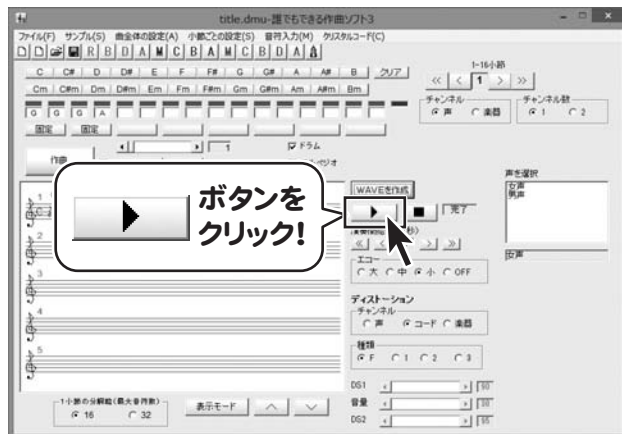 title.dmu-誰でもできる作曲ソフト3
ファイル(F) サンプル(S) 曲全体の設定(A) 小節ごとの設定(S) 音符入力(M) クリスタルコード(C)
R B D A M C B A M C B D A
C C# D D# E F F# G G# A A# B クリア
Cm C#m Dm D#m Em Fm F#m Gm G#m Am A#m Bm
G G G A
固定 固定
1-16小節
≪ < 1 > ≫
チャンネル
声 楽器
チャンネル数
1 2
作曲
1
ドラム
WAVEを作成
完了
ボタンを
クリック!
声を選択
女声
男声
女声
エコー
大 中 小 OFF
ディストーション
チャンネル
声 コード 楽器
種類
F 1 2 3
DS1
音量
DS2
1
2
3
4
5
1小節の分解能(最大音符数)
16 32
表示モード